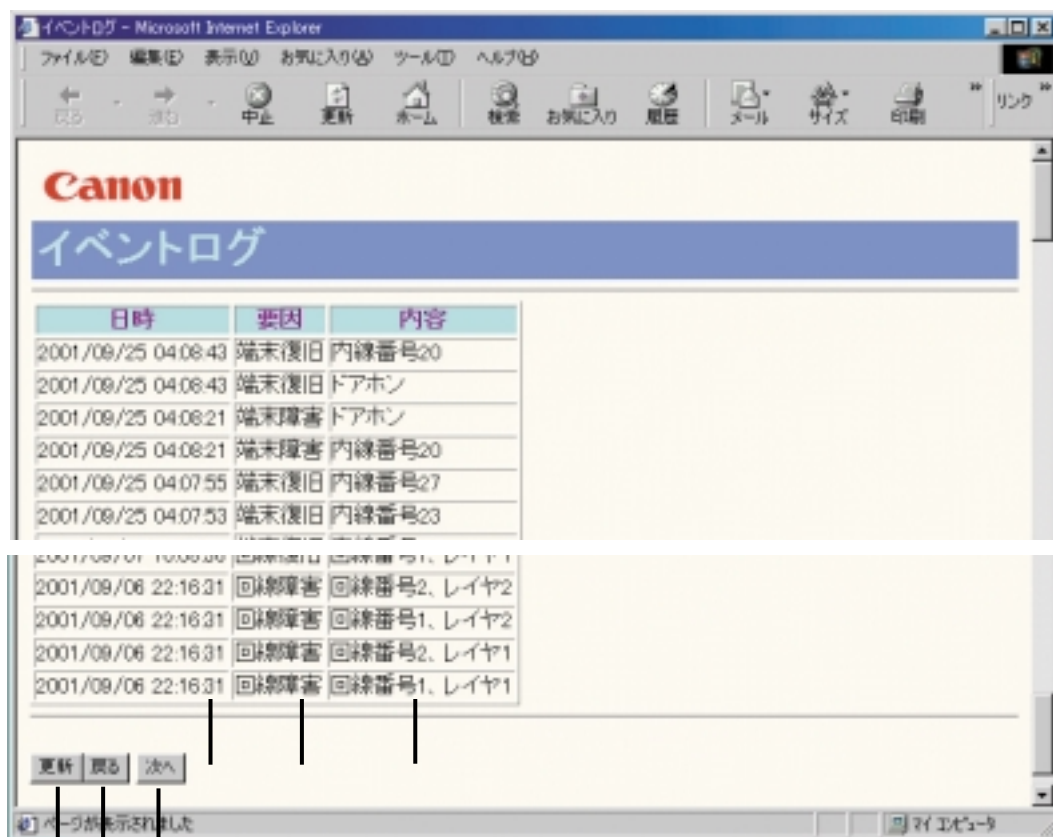 イベントログ - Microsoft Internet Explorer
ファイル(F) 編集(E) 表示(V) お気に入り(A) ツール(T) ヘルプ(H)
戻る 進む 中止 更新 ホーム 検索 お気に入り 履歴 メール サイズ 印刷 リンク
Canon
イベントログ
日時 要因 内容
2001/09/25 04:08:43 端末復旧 内線番号20
2001/09/25 04:08:43 端末復旧 ドアホン
2001/09/25 04:08:21 端末障害 ドアホン
2001/09/25 04:08:21 端末障害 内線番号20
2001/09/25 04:07:55 端末復旧 内線番号27
2001/09/25 04:07:53 端末復旧 内線番号23
回線復旧 回線番号1、レイヤ1
2001/09/06 22:16:31 回線障害 回線番号2、レイヤ2
2001/09/06 22:16:31 回線障害 回線番号1、レイヤ2
2001/09/06 22:16:31 回線障害 回線番号2、レイヤ1
2001/09/06 22:16:31 回線障害 回線番号1、レイヤ1
更新 戻る 次へ
ページが表示されました マイ コンピュータ